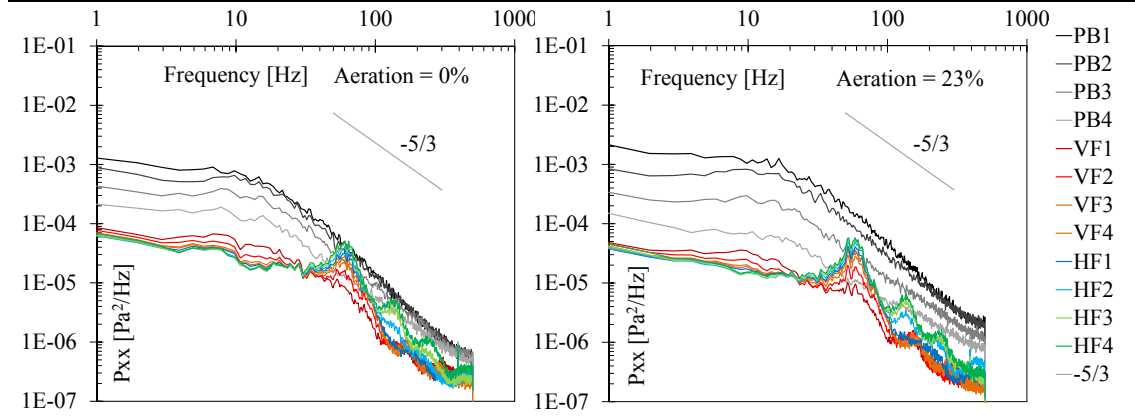 1 10 100 1000
1E-01
1E-02
1E-03
1E-04
1E-05
1E-06
1E-07
Frequency [Hz] Aeration = 0%
-5/3
Pxx [Pa²/Hz]
1 10 100 1000
1E-01
1E-02
1E-03
1E-04
1E-05
1E-06
1E-07
Frequency [Hz] Aeration = 23%
-5/3
Pxx [Pa²/Hz]
PB1
PB2
PB3
PB4
VF1
VF2
VF3
VF4
HF1
HF2
HF3
HF4
-5/3